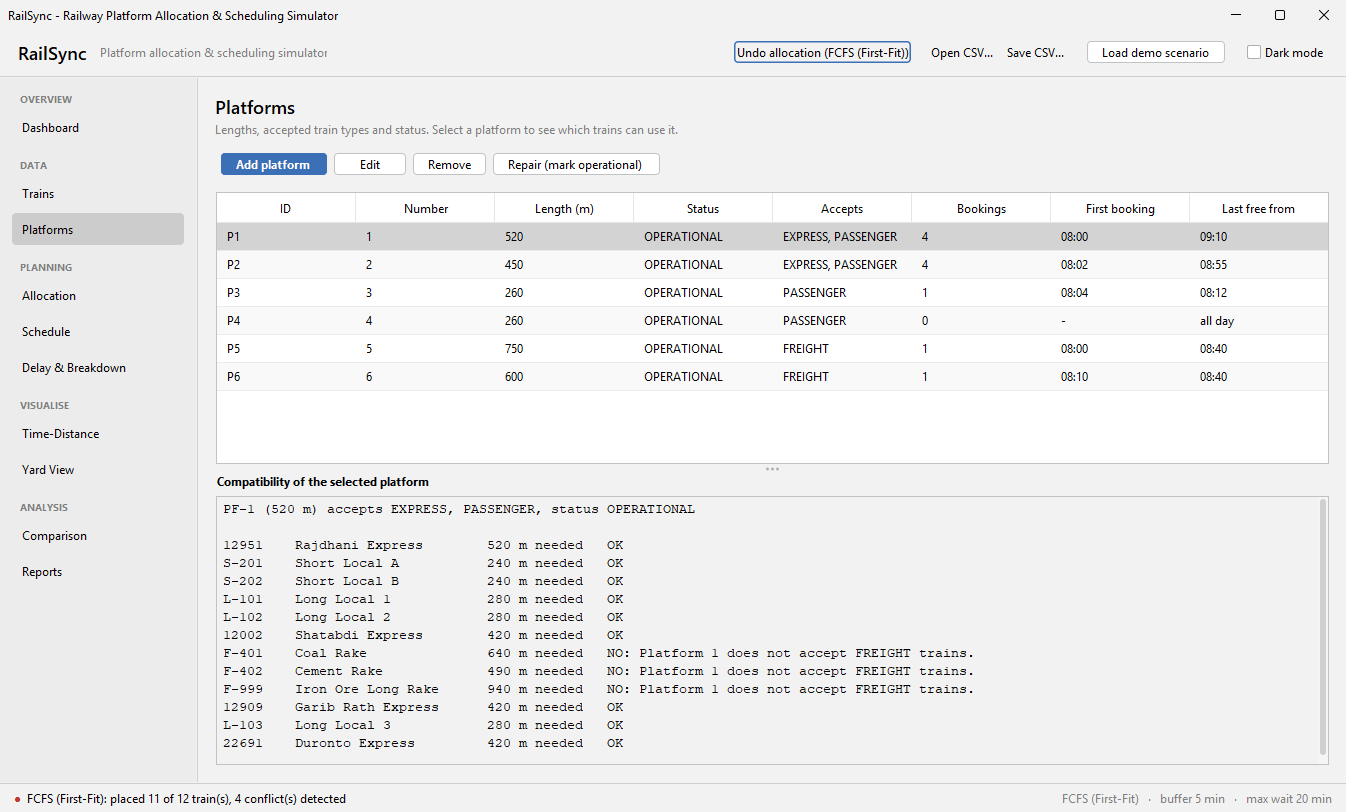 RailSync - Railway Platform Allocation & Scheduling Simulator
RailSync Platform allocation & scheduling simulator Undo allocation (FCFS (First-Fit)) Open CSV... Save CSV... Load demo scenario Dark mode
OVERVIEW
Dashboard
DATA
Trains
Platforms
PLANNING
Allocation
Schedule
Delay & Breakdown
VISUALISE
Time-Distance
Yard View
ANALYSIS
Comparison
Reports
Platforms
Lengths, accepted train types and status. Select a platform to see which trains can use it.
Add platform Edit Remove Repair (mark operational)
ID Number Length (m) Status Accepts Bookings First booking Last free from
P1 1 520 OPERATIONAL EXPRESS, PASSENGER 4 08:00 09:10
P2 2 450 OPERATIONAL EXPRESS, PASSENGER 4 08:02 08:55
P3 3 260 OPERATIONAL PASSENGER 1 08:04 08:12
P4 4 260 OPERATIONAL PASSENGER 0 - all day
P5 5 750 OPERATIONAL FREIGHT 1 08:00 08:40
P6 6 600 OPERATIONAL FREIGHT 1 08:10 08:40
Compatibility of the selected platform
PF-1 (520 m) accepts EXPRESS, PASSENGER, status OPERATIONAL
12951 Rajdhani Express 520 m needed OK
S-201 Short Local A 240 m needed OK
S-202 Short Local B 240 m needed OK
L-101 Long Local 1 280 m needed OK
L-102 Long Local 2 280 m needed OK
12002 Shatabdi Express 420 m needed OK
F-401 Coal Rake 640 m needed NO: Platform 1 does not accept FREIGHT trains.
F-402 Cement Rake 490 m needed NO: Platform 1 does not accept FREIGHT trains.
F-999 Iron Ore Long Rake 940 m needed NO: Platform 1 does not accept FREIGHT trains.
12909 Garib Rath Express 420 m needed OK
L-103 Long Local 3 280 m needed OK
22691 Duronto Express 420 m needed OK
FCFS (First-Fit): placed 11 of 12 train(s), 4 conflict(s) detected FCFS (First-Fit) · buffer 5 min · max wait 20 min